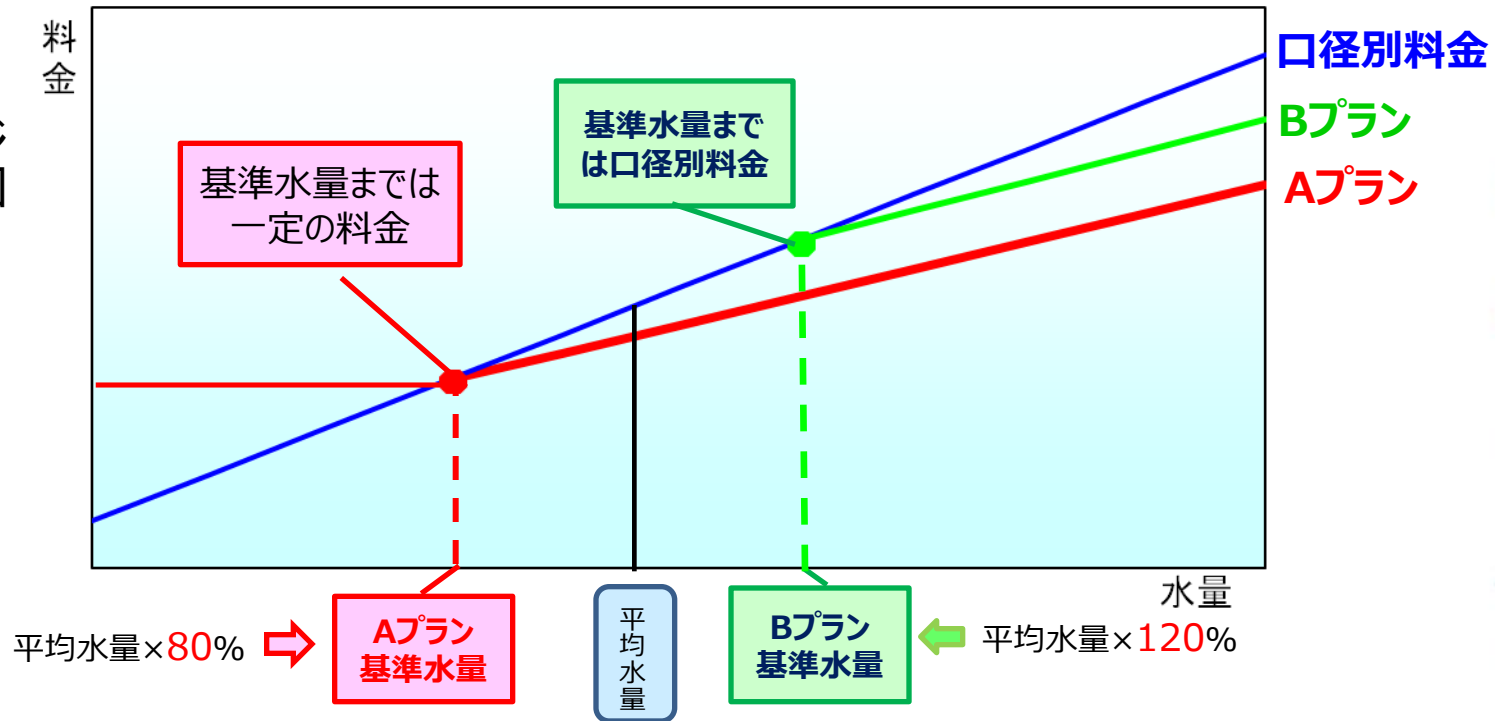 料金
口径別料金
Bプラン
Aプラン
基準水量まで
は口径別料金
基準水量までは
一定の料金
水量
平均水量×80%
Aプラン
基準水量
平均水量
Bプラン
基準水量
平均水量×120%